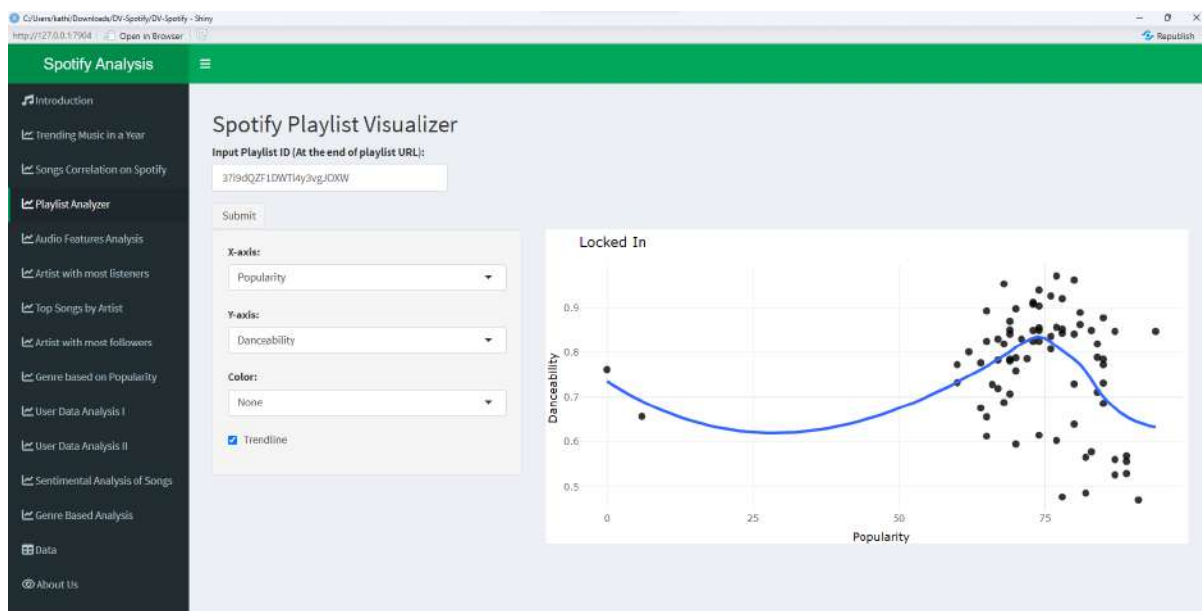 C:/Users/kathi/Downloads/DV-Spotify/DV-Spotify - Shiny
http://127.0.0.1:7904 Open in Browser Republish
Spotify Analysis
Introduction
Trending Music in a Year
Songs Correlation on Spotify
Playlist Analyzer
Audio Features Analysis
Artist with most listeners
Top Songs by Artist
Artist with most followers
Genre based on Popularity
User Data Analysis I
User Data Analysis II
Sentimental Analysis of Songs
Genre Based Analysis
Data
About Us
Spotify Playlist Visualizer
Input Playlist ID (At the end of playlist URL):
Submit
X-axis:
Popularity
Y-axis:
Danceability
Color:
None
Trendline
Locked In
Danceability
0.9
0.8
0.7
0.6
0.5
0 25 50 75
Popularity